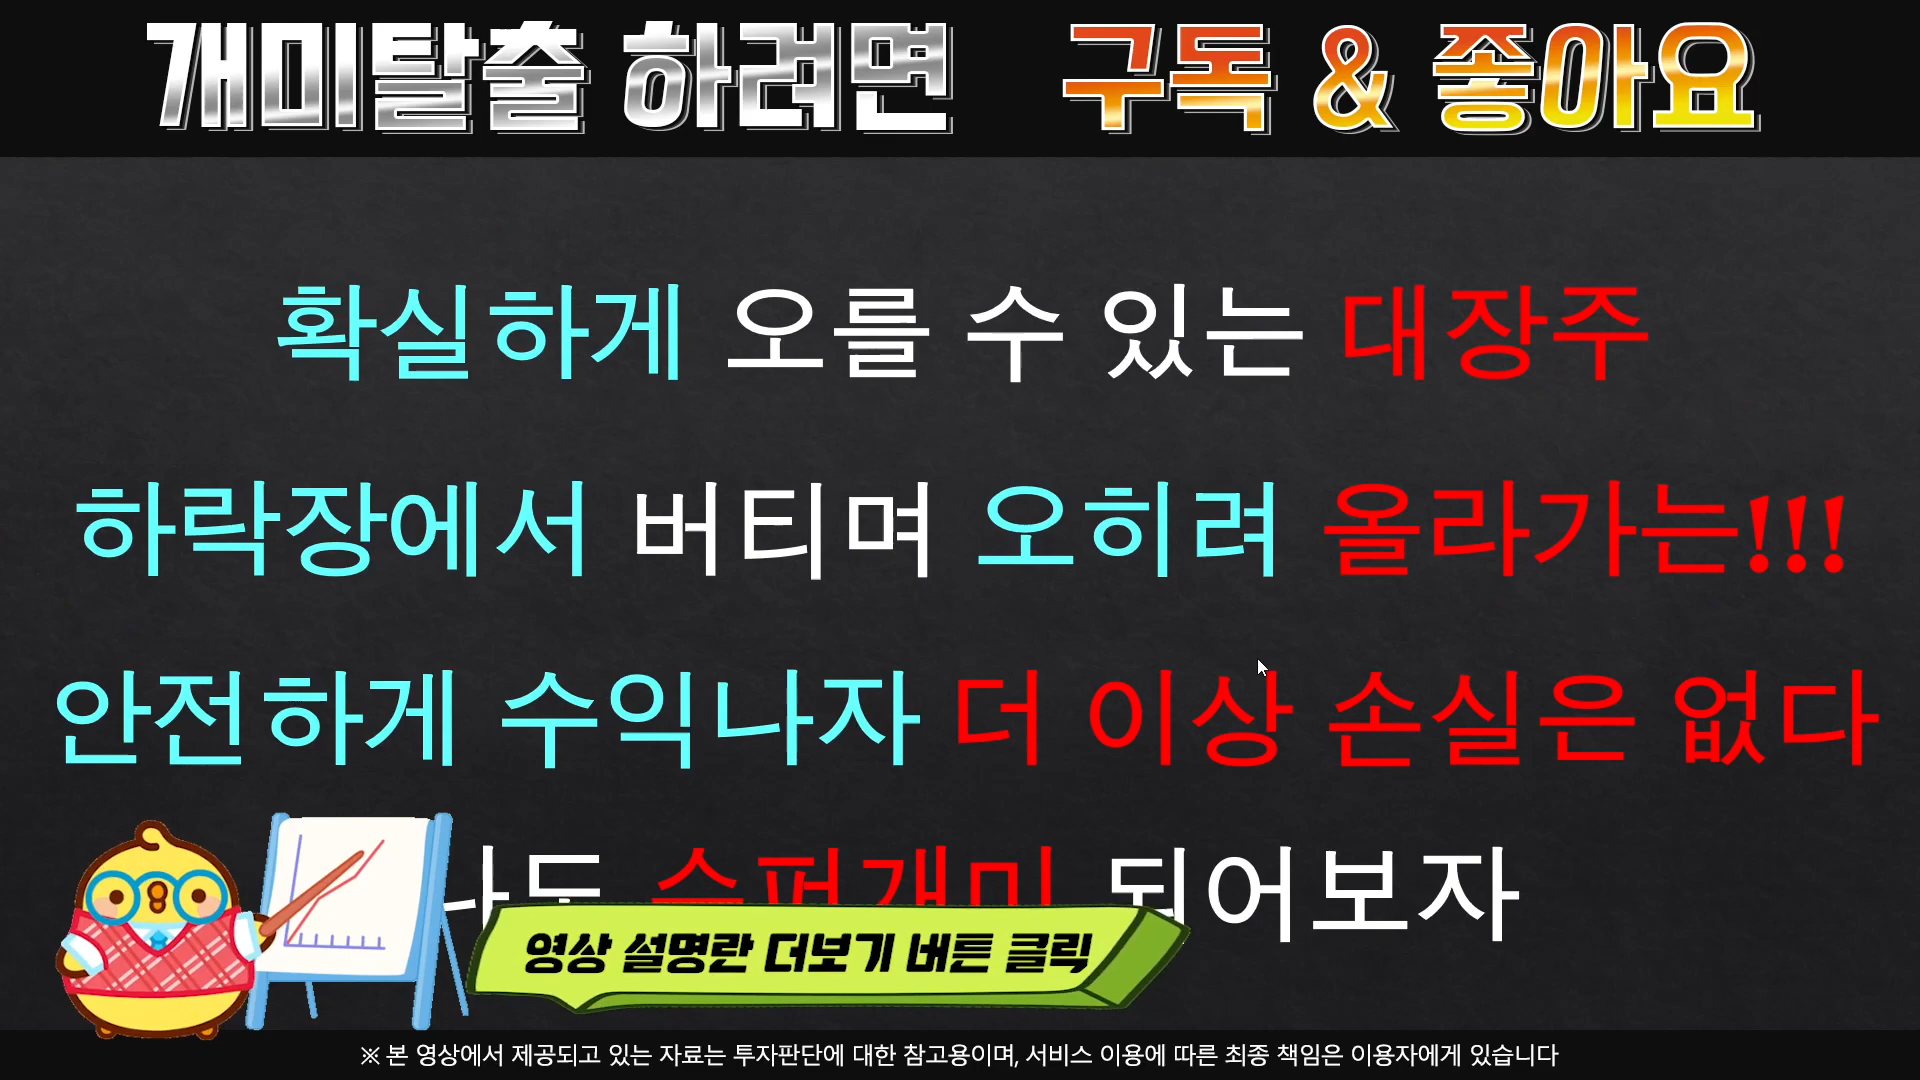 개미탈출 하려면 구독 & 좋아요
확실하게 오를 수 있는 대장주
하락장에서 버티며 오히려 올라가는!!!
안전하게 수익나자 더 이상 손실은 없다
나도 슈퍼개미 되어보자
영상 설명란 더보기 버튼 클릭
※ 본 영상에서 제공되고 있는 자료는 투자판단에 대한 참고용이며, 서비스 이용에 따른 최종 책임은 이용자에게 있습니다